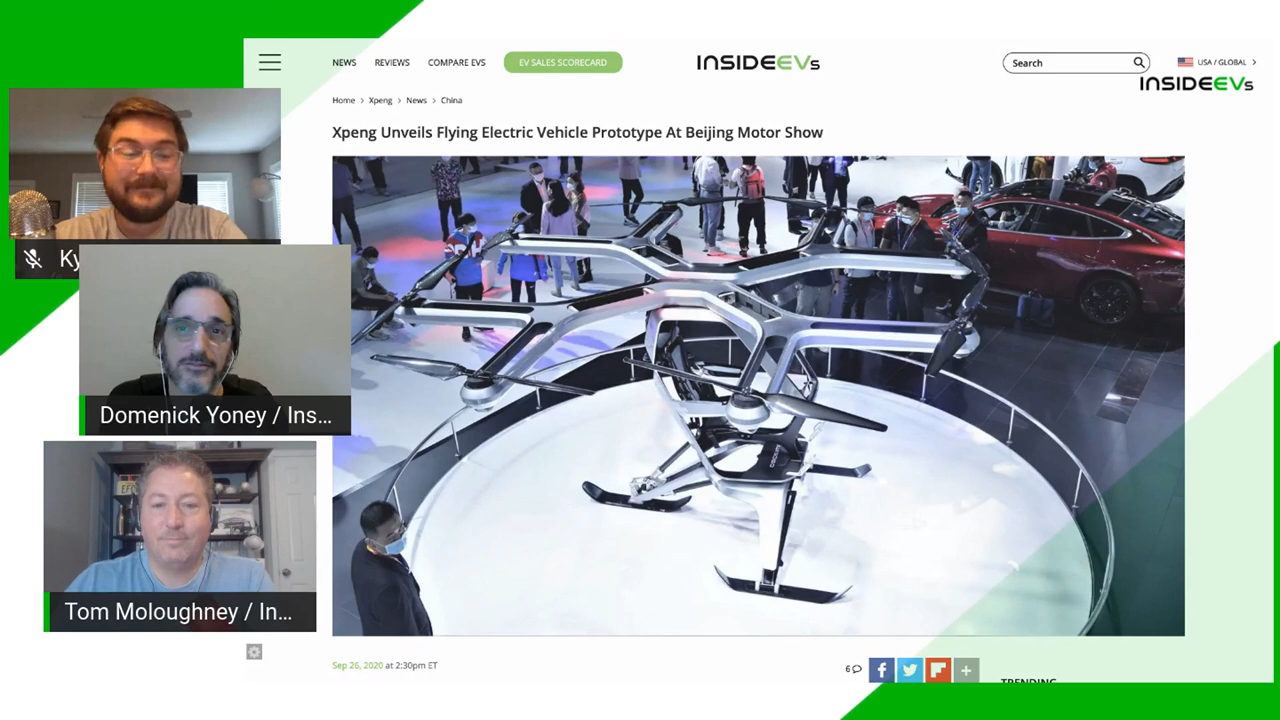 NEWS REVIEWS COMPARE EVS EV SALES SCORECARD INSIDEEVs Search USA / GLOBAL
INSIDEEVs
Home > Xpeng > News > China
Xpeng Unveils Flying Electric Vehicle Prototype At Beijing Motor Show
Ky
Domenick Yoney / Ins...
Tom Moloughney / In...
Sep 26, 2020 at 2:30pm ET
6
TRENDING